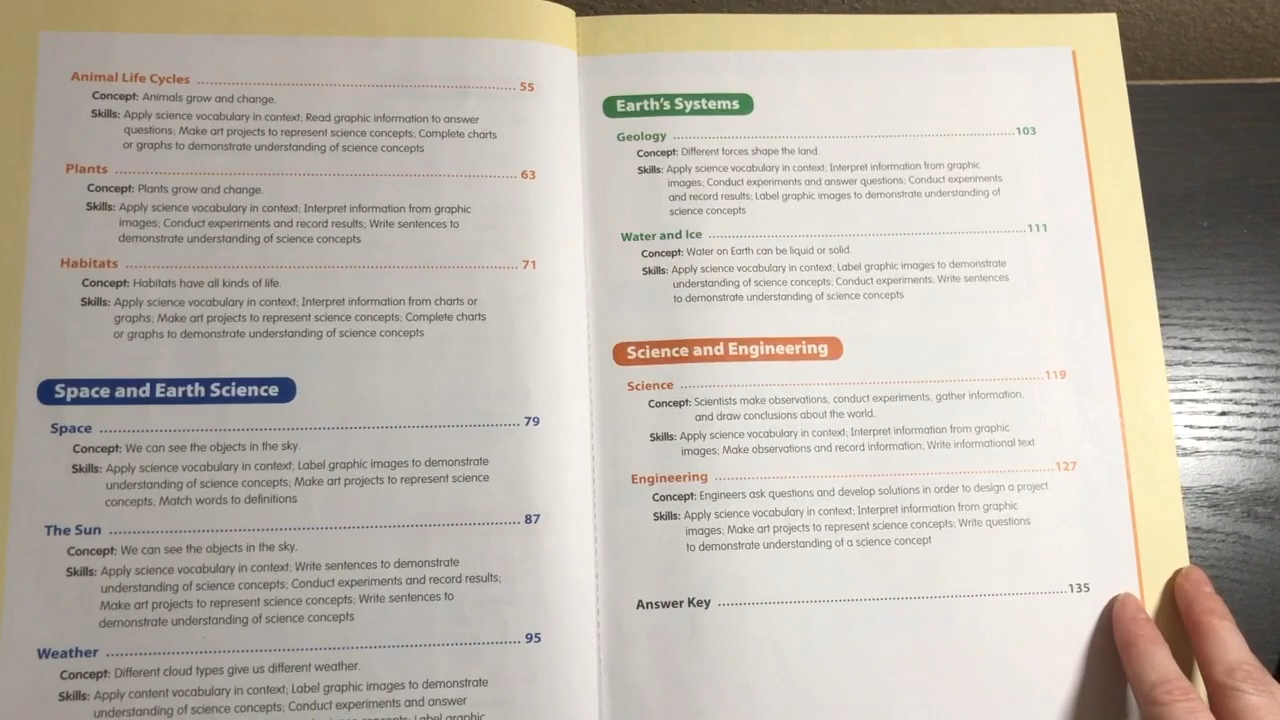 Animal Life Cycles 55
Concept: Animals grow and change.
Skills: Apply science vocabulary in context; Read graphic information to answer
questions; Make art projects to represent science concepts; Complete charts
or graphs to demonstrate understanding of science concepts
Plants 63
Concept: Plants grow and change.
Skills: Apply science vocabulary in context; Interpret information from graphic
images; Conduct experiments and record results; Write sentences to
demonstrate understanding of science concepts
Habitats 71
Concept: Habitats have all kinds of life.
Skills: Apply science vocabulary in context; Interpret information from charts or
graphs; Make art projects to represent science concepts; Complete charts
or graphs to demonstrate understanding of science concepts
Space and Earth Science
Space 79
Concept: We can see the objects in the sky.
Skills: Apply science vocabulary in context; Label graphic images to demonstrate
understanding of science concepts; Make art projects to represent science
concepts; Match words to definitions
The Sun 87
Concept: We can see the objects in the sky.
Skills: Apply science vocabulary in context; Write sentences to demonstrate
understanding of science concepts; Conduct experiments and record results;
Make art projects to represent science concepts; Write sentences to
demonstrate understanding of science concepts
Weather 95
Concept: Different cloud types give us different weather.
Skills: Apply content vocabulary in context; Label graphic images to demonstrate
understanding of science concepts; Conduct experiments and answer
concepts; Label graphic
Earth's Systems
Geology 103
Concept: Different forces shape the land.
Skills: Apply science vocabulary in context; Interpret information from graphic
images; Conduct experiments and answer questions; Conduct experiments
and record results; Label graphic images to demonstrate understanding of
science concepts
Water and Ice 111
Concept: Water on Earth can be liquid or solid.
Skills: Apply science vocabulary in context; Label graphic images to demonstrate
understanding of science concepts; Conduct experiments; Write sentences
to demonstrate understanding of science concepts
Science and Engineering
Science 119
Concept: Scientists make observations, conduct experiments, gather information,
and draw conclusions about the world.
Skills: Apply science vocabulary in context; Interpret information from graphic
images; Make observations and record information; Write informational text
Engineering 127
Concept: Engineers ask questions and develop solutions in order to design a project
Skills: Apply science vocabulary in context; Interpret information from graphic
images; Make art projects to represent science concepts; Write questions
to demonstrate understanding of a science concept
Answer Key 135